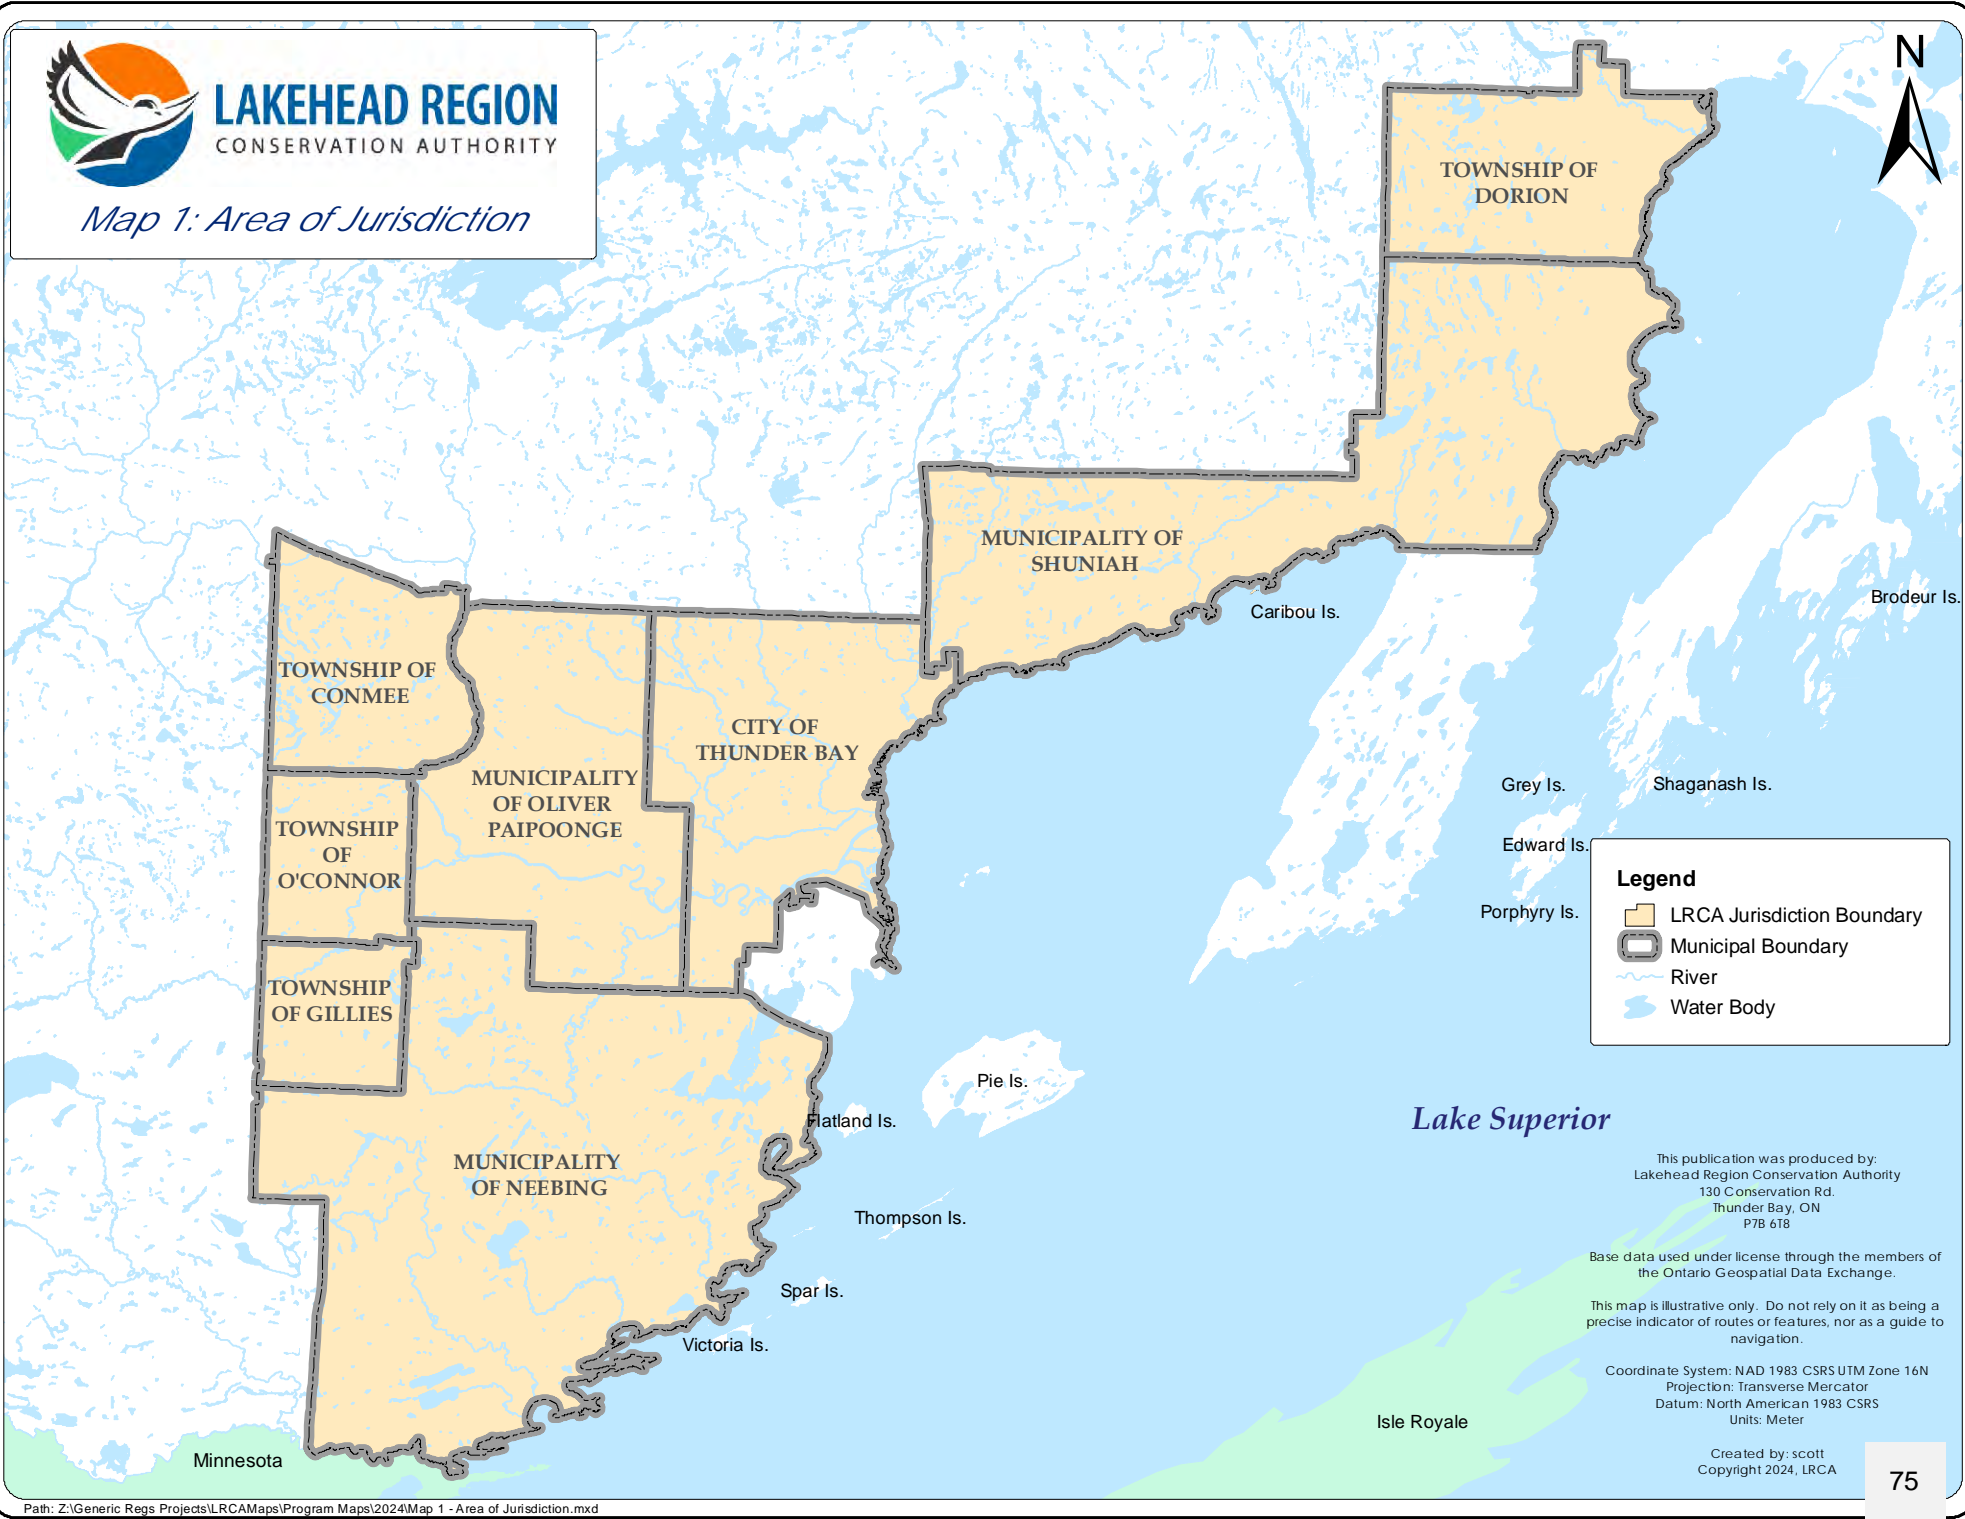 LAKEHEAD REGION
CONSERVATION AUTHORITY
Map 1: Area of Jurisdiction
N
TOWNSHIP OF
DORION
MUNICIPALITY OF
SHUNIAH
Caribou Is.
Brodeur Is.
TOWNSHIP OF
CONMEE
CITY OF
THUNDER BAY
MUNICIPALITY
OF OLIVER
PAIPOONGE
TOWNSHIP
OF
O'CONNOR
TOWNSHIP
OF GILLIES
Grey Is.
Shaganash Is.
Edward Is.
Porphyry Is.
Legend
LRCA Jurisdiction Boundary
Municipal Boundary
River
Water Body
Pie Is.
Flatland Is.
Lake Superior
MUNICIPALITY
OF NEEBING
Thompson Is.
Spar Is.
Victoria Is.
Isle Royale
Minnesota
This publication was produced by:
Lakehead Region Conservation Authority
130 Conservation Rd.
Thunder Bay, ON
P7B 6T8
Base data used under license through the members of
the Ontario Geospatial Data Exchange.
This map is illustrative only. Do not rely on it as being a
precise indicator of routes or features, nor as a guide to
navigation.
Coordinate System: NAD 1983 CSRS UTM Zone 16N
Projection: Transverse Mercator
Datum: North American 1983 CSRS
Units: Meter
Created by: scott
Copyright 2024, LRCA
75
Path: Z:\Generic Regs Projects\LRCAMaps\Program Maps\2024\Map 1 - Area of Jurisdiction.mxd